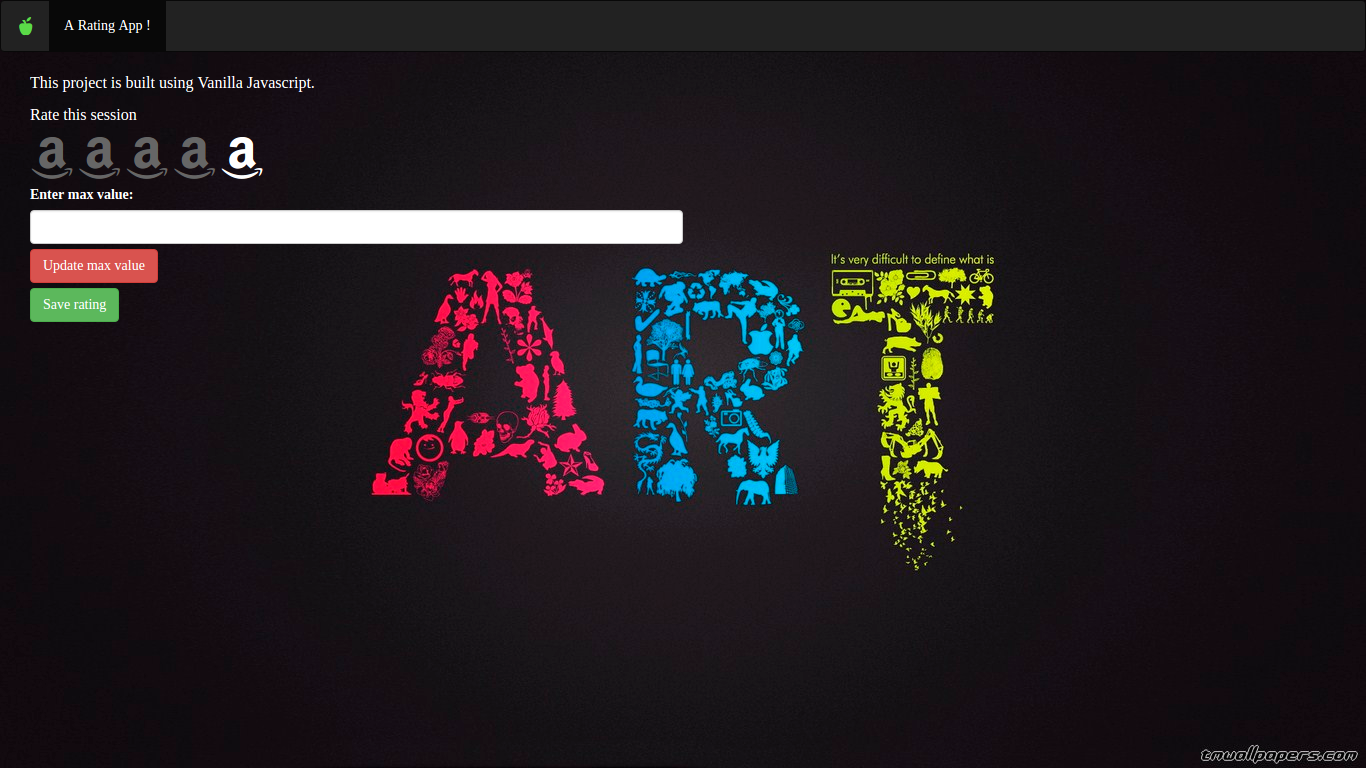 A Rating App !
This project is built using Vanilla Javascript.
Rate this session
a a a a a
Enter max value:
Update max value
Save rating
It's very difficult to define what is
ART
tmwallpapers.com